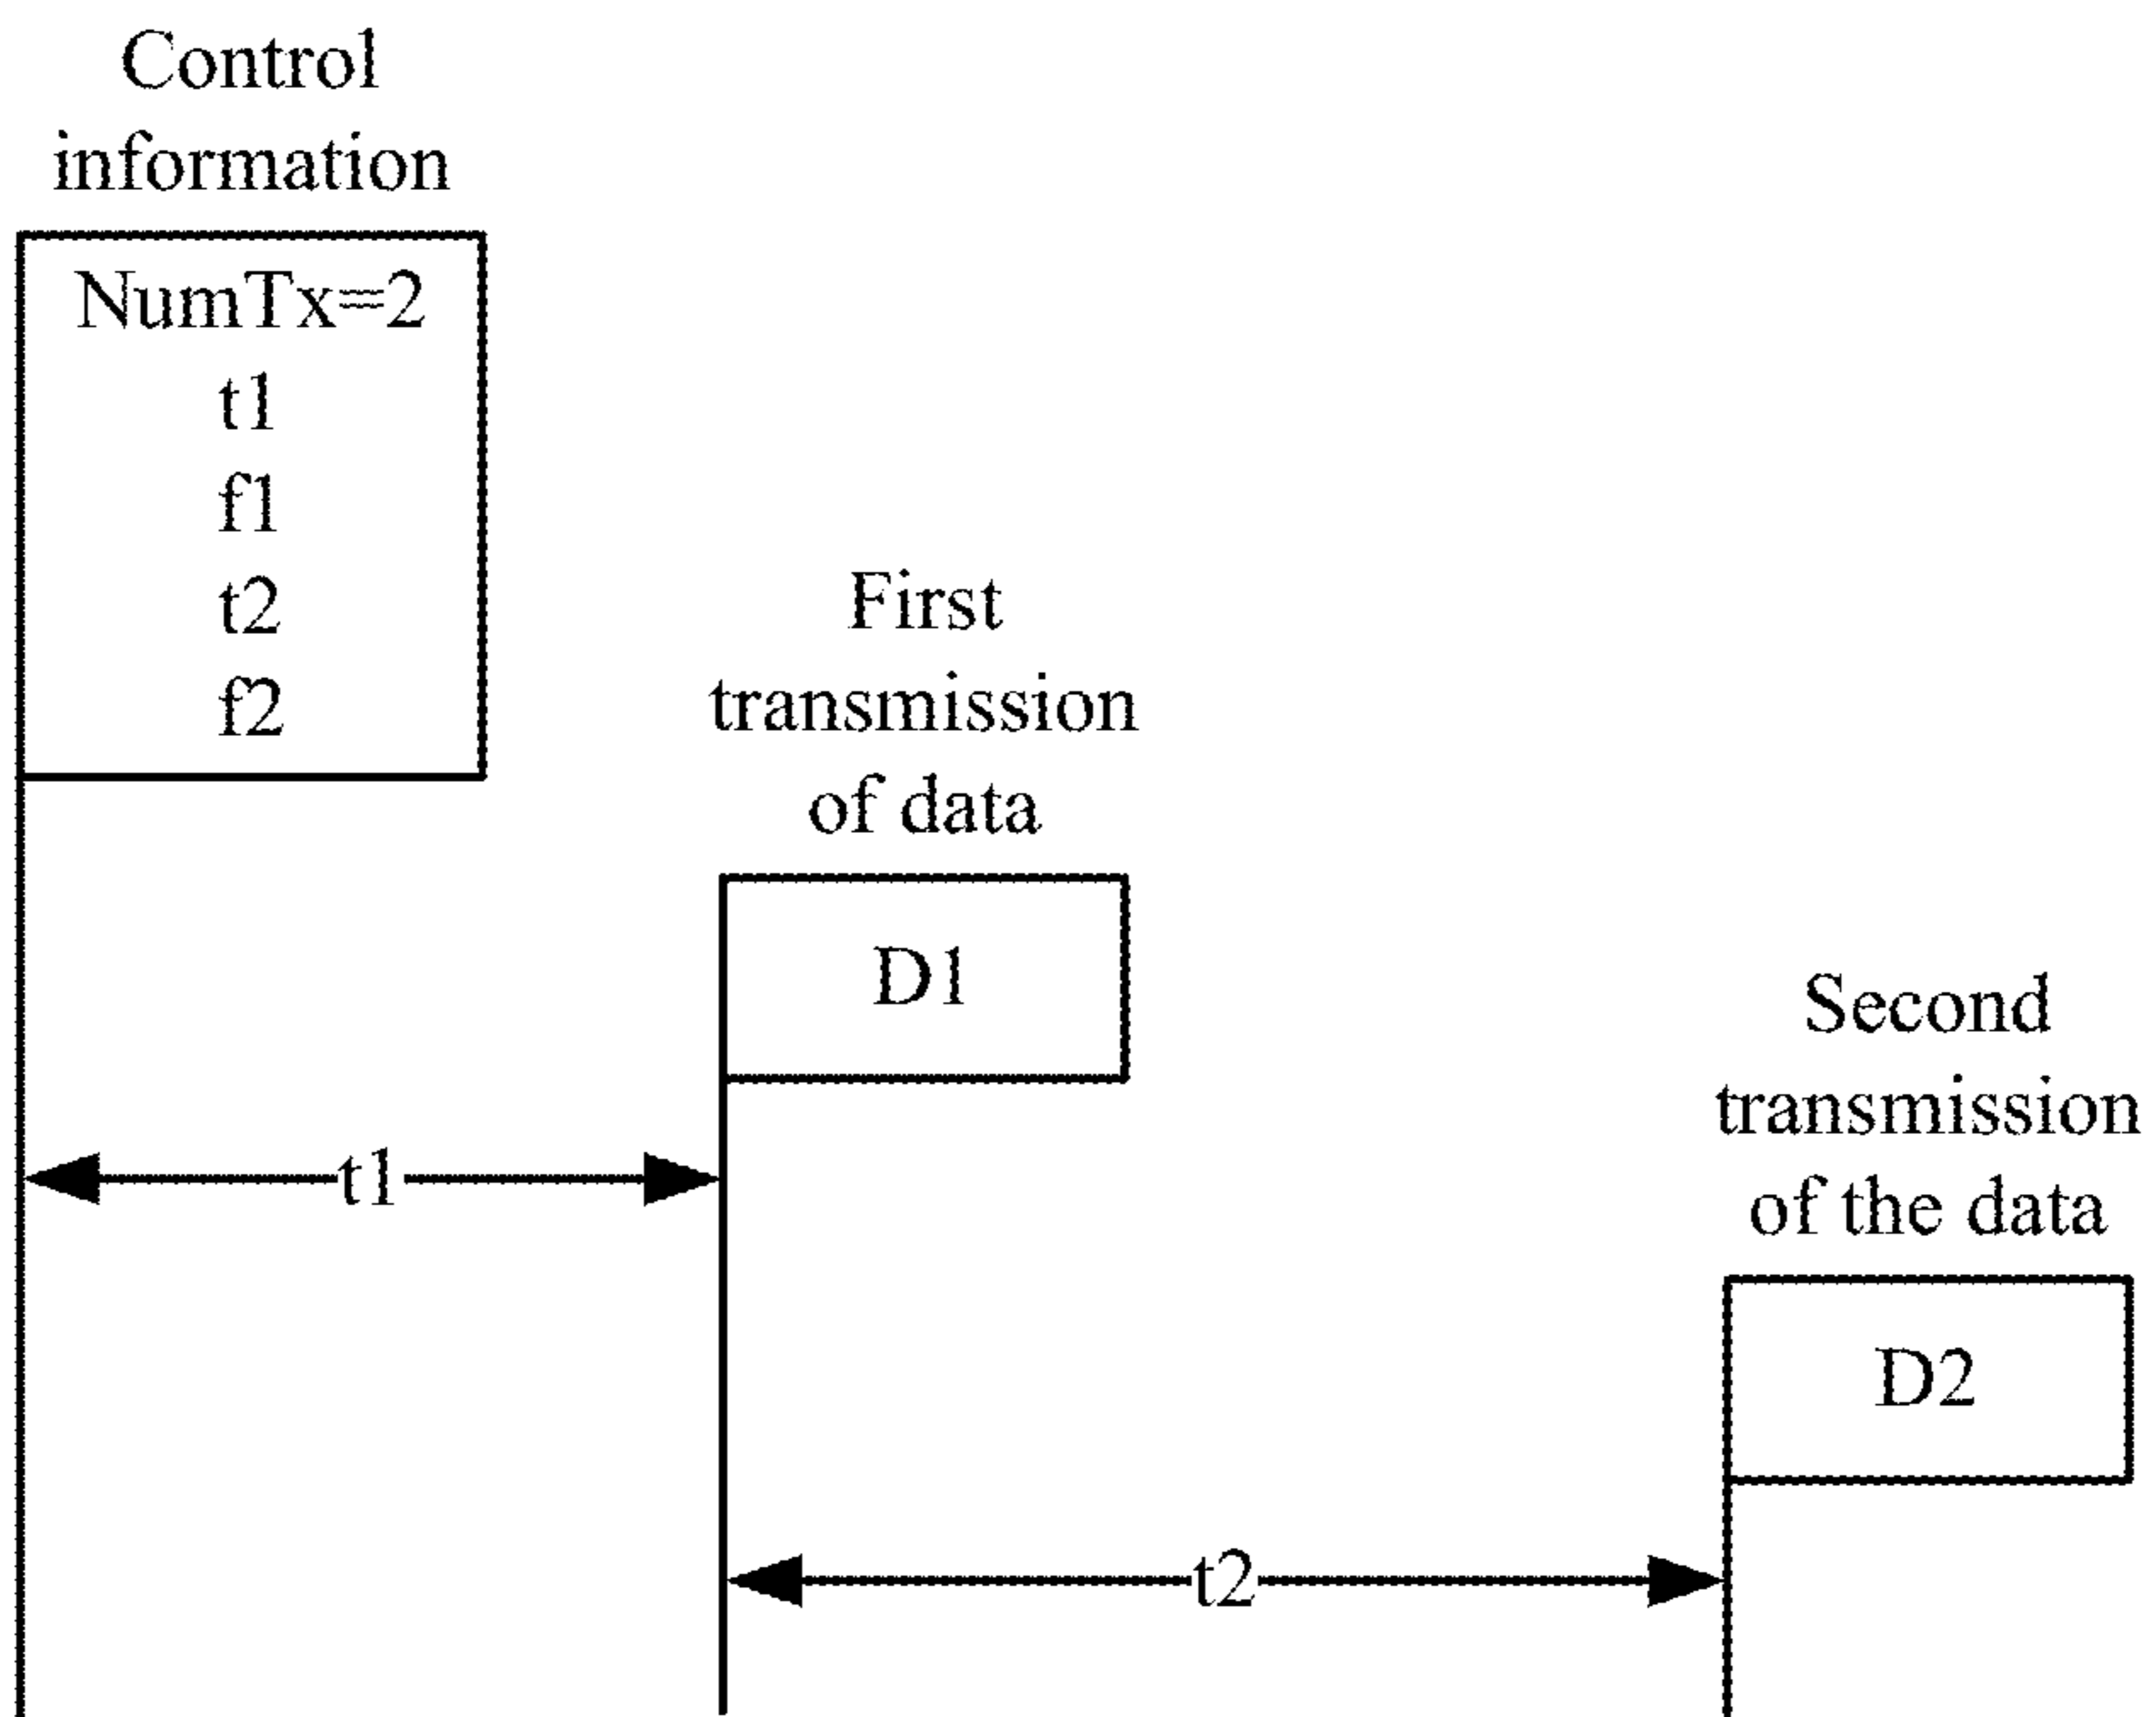 Control
information
NumTx=2
t1
f1
t2
f2
First
transmission
of data
D1
Second
transmission
of the data
t1
D2
t2